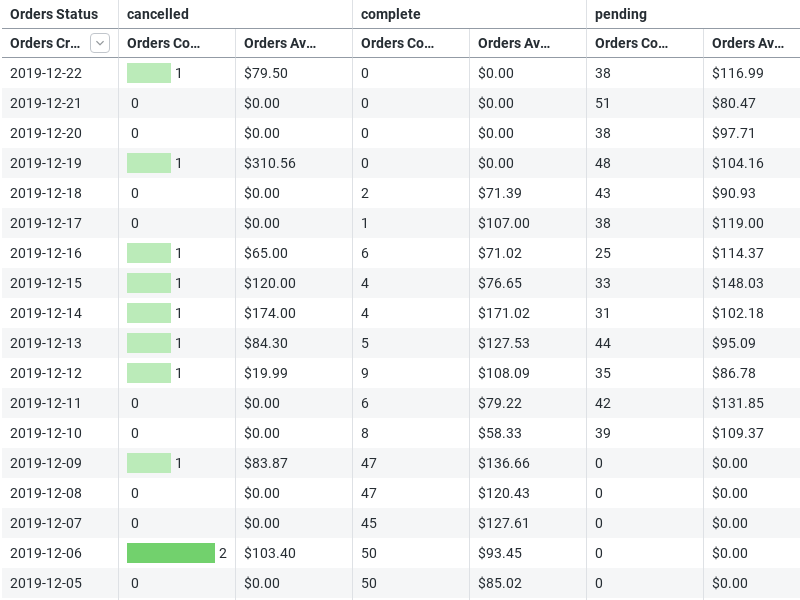 Orders Status cancelled complete pending
Orders Cr... Orders Co... Orders Av... Orders Co... Orders Av... Orders Co... Orders Av...
2019-12-22 1 $79.50 0 $0.00 38 $116.99
2019-12-21 0 $0.00 0 $0.00 51 $80.47
2019-12-20 0 $0.00 0 $0.00 38 $97.71
2019-12-19 1 $310.56 0 $0.00 48 $104.16
2019-12-18 0 $0.00 2 $71.39 43 $90.93
2019-12-17 0 $0.00 1 $107.00 38 $119.00
2019-12-16 1 $65.00 6 $71.02 25 $114.37
2019-12-15 1 $120.00 4 $76.65 33 $148.03
2019-12-14 1 $174.00 4 $171.02 31 $102.18
2019-12-13 1 $84.30 5 $127.53 44 $95.09
2019-12-12 1 $19.99 9 $108.09 35 $86.78
2019-12-11 0 $0.00 6 $79.22 42 $131.85
2019-12-10 0 $0.00 8 $58.33 39 $109.37
2019-12-09 1 $83.87 47 $136.66 0 $0.00
2019-12-08 0 $0.00 47 $120.43 0 $0.00
2019-12-07 0 $0.00 45 $127.61 0 $0.00
2019-12-06 2 $103.40 50 $93.45 0 $0.00
2019-12-05 0 $0.00 50 $85.02 0 $0.00